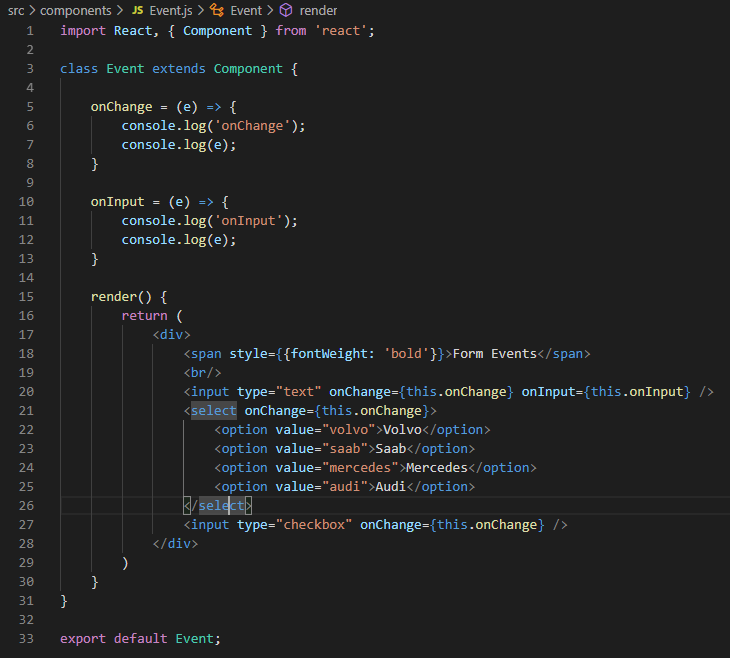 src > components > JS Event.js > Event > render
1 import React, { Component } from 'react';
2
3 class Event extends Component {
4
5     onChange = (e) => {
6         console.log('onChange');
7         console.log(e);
8     }
9
10     onInput = (e) => {
11         console.log('onInput');
12         console.log(e);
13     }
14
15     render() {
16         return (
17             <div>
18                 <span style={{fontWeight: 'bold'}}>Form Events</span>
19                 <br/>
20                 <input type="text" onChange={this.onChange} onInput={this.onInput} />
21                 <select onChange={this.onChange}>
22                     <option value="volvo">Volvo</option>
23                     <option value="saab">Saab</option>
24                     <option value="mercedes">Mercedes</option>
25                     <option value="audi">Audi</option>
26                 </select>
27                 <input type="checkbox" onChange={this.onChange} />
28             </div>
29         )
30     }
31 }
32
33 export default Event;